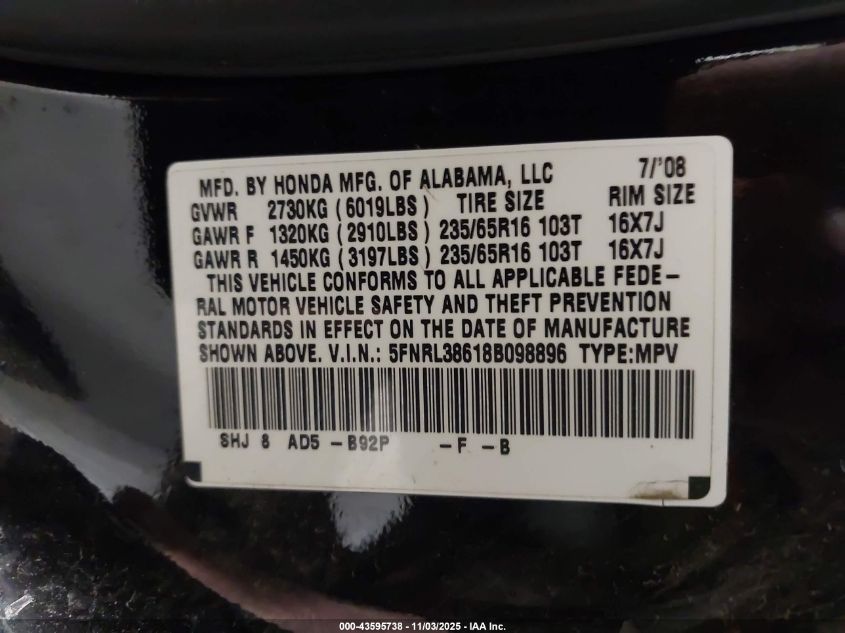 MFD. BY HONDA MFG. OF ALABAMA, LLC 7/'08
GVWR 2730KG (6019LBS) TIRE SIZE RIM SIZE
GAWR F 1320KG (2910LBS) 235/65R16 103T 16X7J
GAWR R 1450KG (3197LBS) 235/65R16 103T 16X7J
THIS VEHICLE CONFORMS TO ALL APPLICABLE FEDE-
RAL MOTOR VEHICLE SAFETY AND THEFT PREVENTION
STANDARDS IN EFFECT ON THE DATE OF MANUFACTURE
SHOWN ABOVE. V.I.N.: 5FNRL38618B098896 TYPE:MPV
SHJ 8 AD5 -B92P -F -B
000-43595738 - 11/03/2025 - IAA Inc.